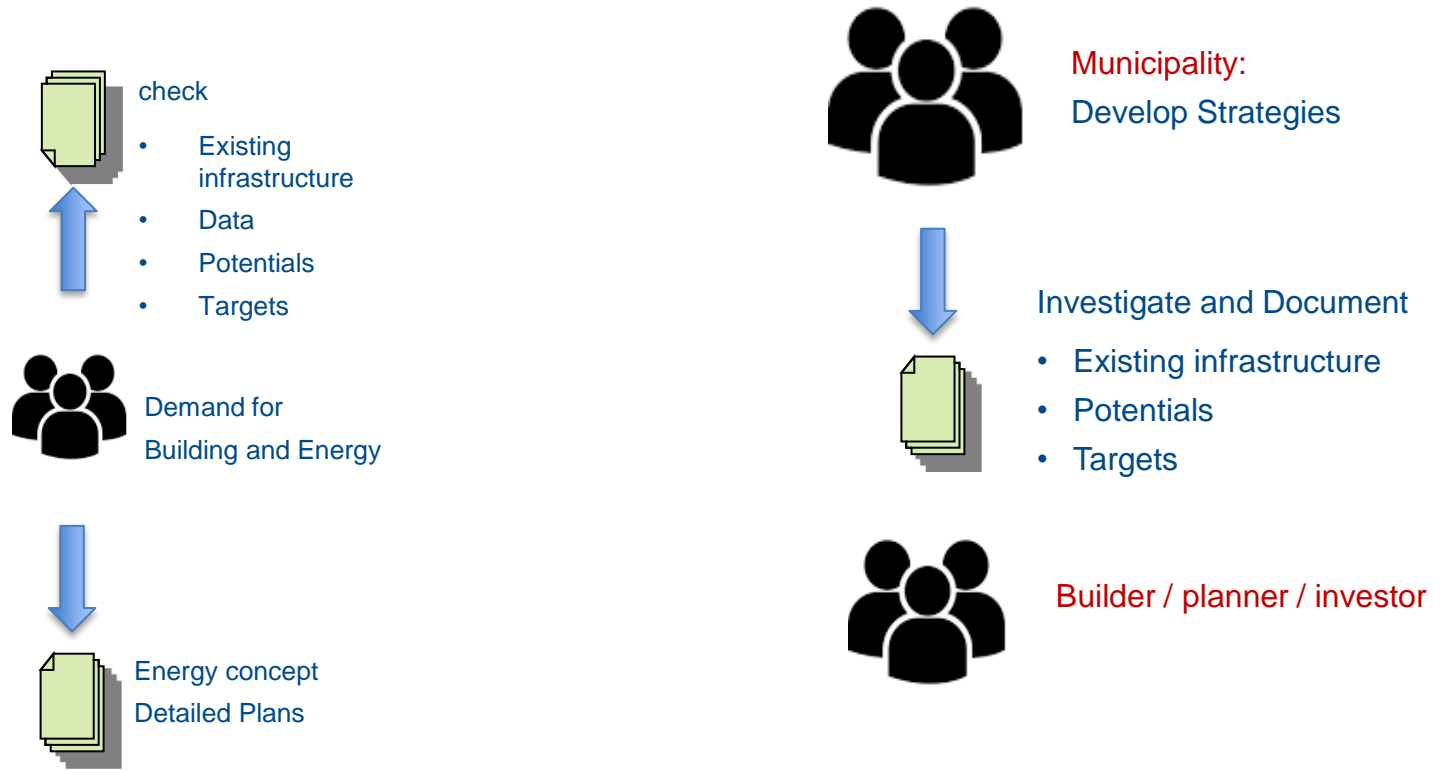 check
• Existing
infrastructure
• Data
• Potentials
• Targets
Demand for
Building and Energy
Energy concept
Detailed Plans
Municipality:
Develop Strategies
Investigate and Document
• Existing infrastructure
• Potentials
• Targets
Builder / planner / investor